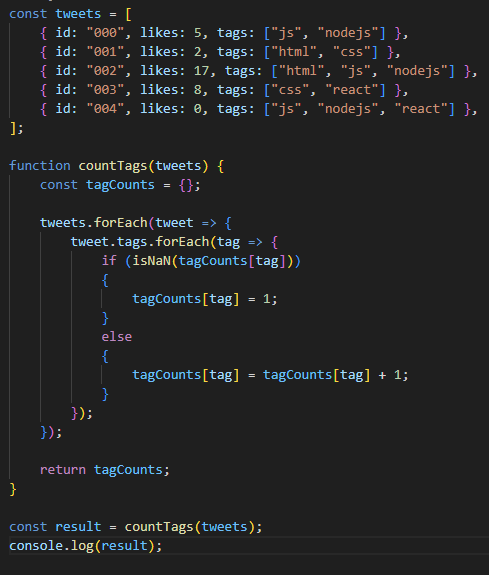 const tweets = [
    { id: "000", likes: 5, tags: ["js", "nodejs"] },
    { id: "001", likes: 2, tags: ["html", "css"] },
    { id: "002", likes: 17, tags: ["html", "js", "nodejs"] },
    { id: "003", likes: 8, tags: ["css", "react"] },
    { id: "004", likes: 0, tags: ["js", "nodejs", "react"] },
];

function countTags(tweets) {
    const tagCounts = {};

    tweets.forEach(tweet => {
        tweet.tags.forEach(tag => {
            if (isNaN(tagCounts[tag]))
            {
                tagCounts[tag] = 1;
            }
            else
            {
                tagCounts[tag] = tagCounts[tag] + 1;
            }
        });
    });

    return tagCounts;
}

const result = countTags(tweets);
console.log(result);